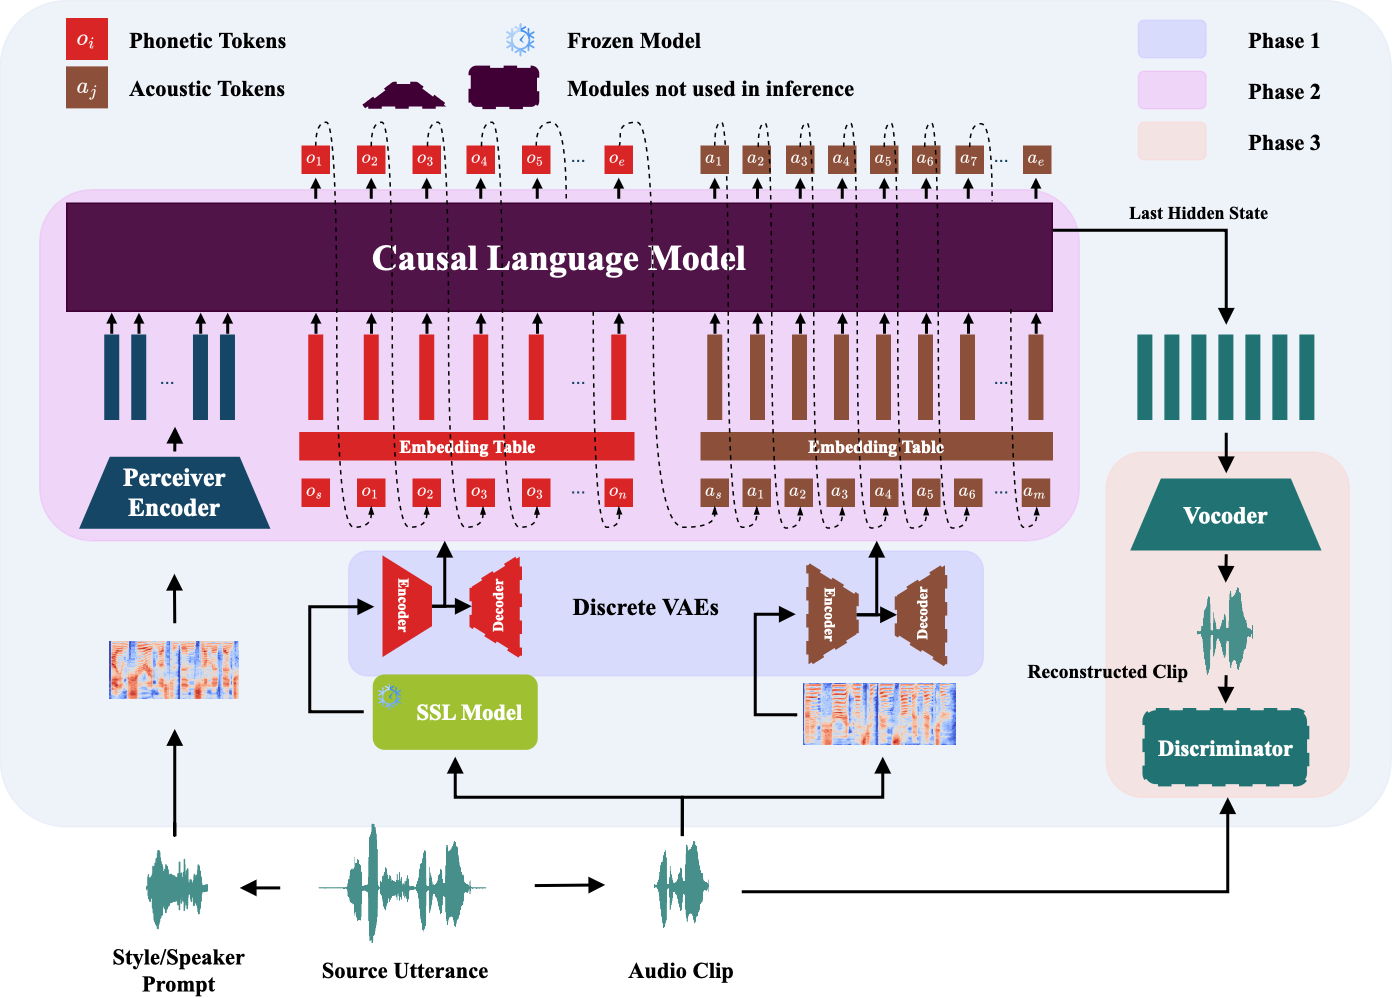 o_i Phonetic Tokens
a_j Acoustic Tokens
Frozen Model
Modules not used in inference
Phase 1
Phase 2
Phase 3
o_1 o_2 o_3 o_4 o_5 ... o_e
a_1 a_2 a_3 a_4 a_5 a_6 a_7 ... a_e
Causal Language Model
Last Hidden State
...
...
...
Embedding Table
Embedding Table
Perceiver
Encoder
o_s o_1 o_2 o_3 o_3 ... o_n
a_s a_1 a_2 a_3 a_4 a_5 a_6 ... a_m
Vocoder
Encoder
Decoder
Discrete VAEs
Encoder
Decoder
Reconstructed Clip
SSL Model
Discriminator
Style/Speaker
Prompt
Source Utterance
Audio Clip